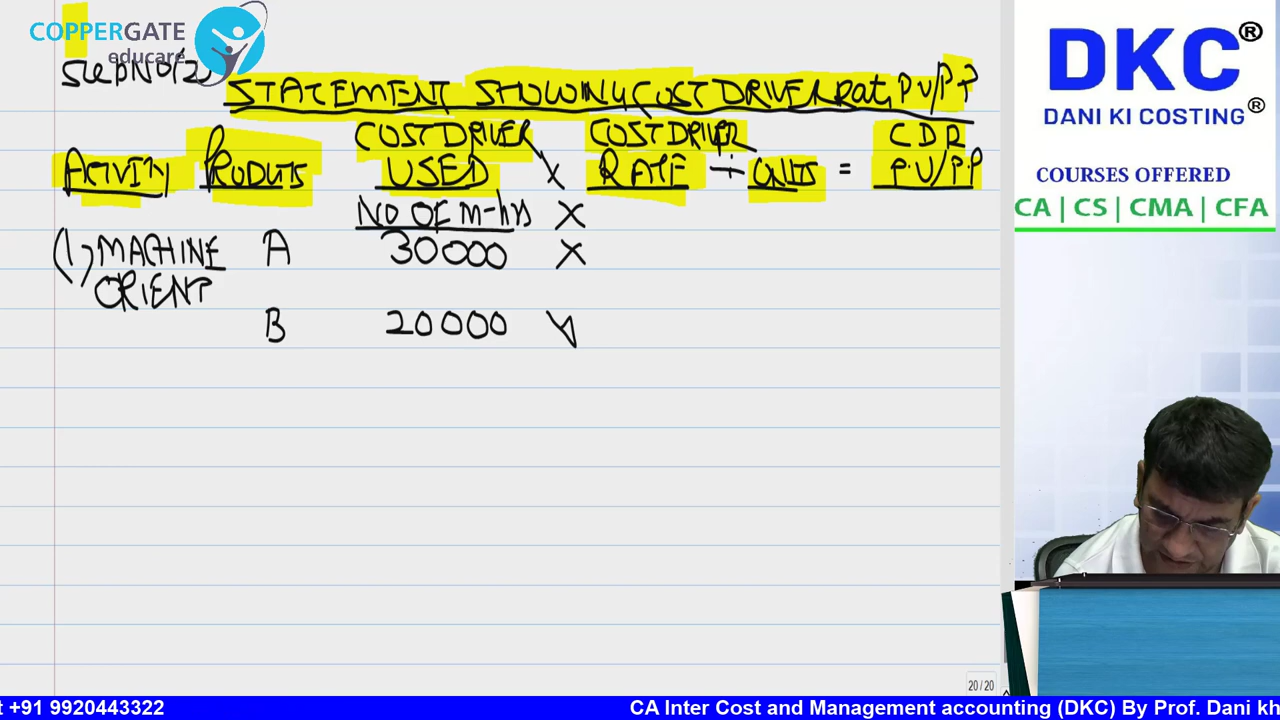 COPPERGATE
educare
Step No (2)
STATEMENT SHOWING COST DRIVER Rate P.U/P.P
ACTIVITY PRODUCTS COST DRIVER USED X COST DRIVER RATE ÷ UNITS = CDR P.U/P.P
NO OF m-hrs X
(1) MACHINE A 30000 X
ORIENT
B 20000
DKC®
DANI KI COSTING®
COURSES OFFERED
CA | CS | CMA | CFA
20 / 20
+91 9920443322
CA Inter Cost and Management accounting (DKC) By Prof. Dani kh